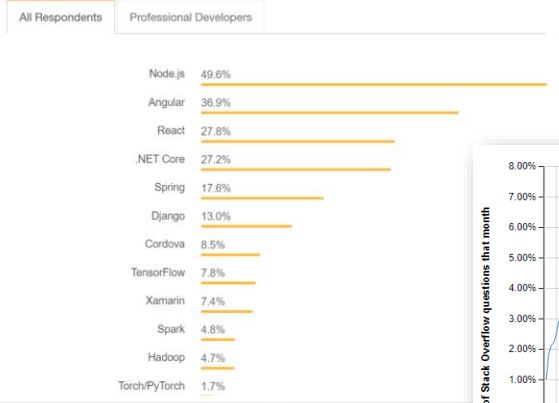 All Respondents Professional Developers
Node.js 49.6%
Angular 36.9%
React 27.8%
.NET Core 27.2%
Spring 17.6%
Django 13.0%
Cordova 8.5%
TensorFlow 7.8%
Xamarin 7.4%
Spark 4.8%
Hadoop 4.7%
Torch/PyTorch 1.7%
8.00%
7.00%
6.00%
5.00%
4.00%
3.00%
2.00%
1.00%
of Stack Overflow questions that month